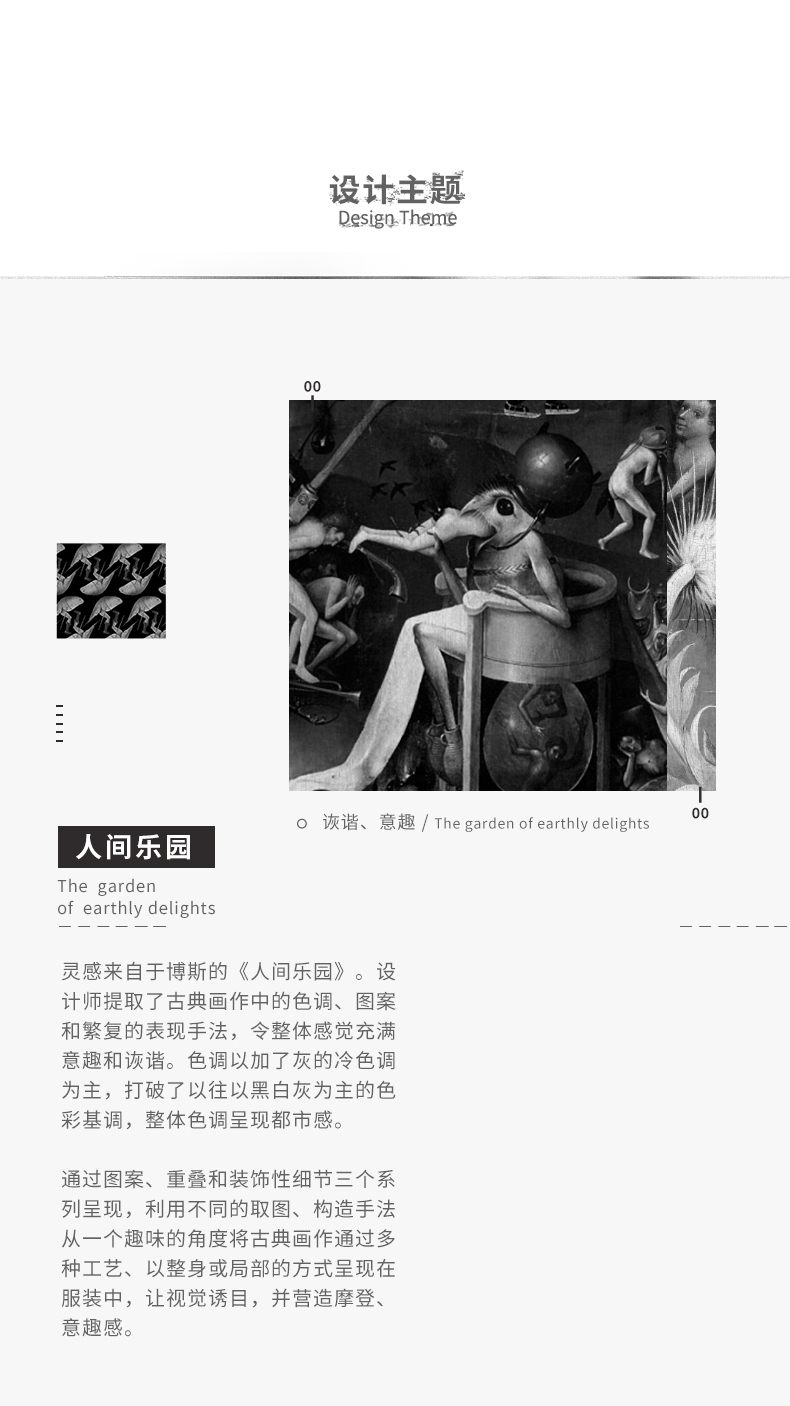 设计主题
Design Theme
00
00
诙谐、意趣 / The garden of earthly delights
人间乐园
The garden
of earthly delights
灵感来自于博斯的《人间乐园》。设
计师提取了古典画作中的色调、图案
和繁复的表现手法，令整体感觉充满
意趣和诙谐。色调以加了灰的冷色调
为主，打破了以往以黑白灰为主的色
彩基调，整体色调呈现都市感。
通过图案、重叠和装饰性细节三个系
列呈现，利用不同的取图、构造手法
从一个趣味的角度将古典画作通过多
种工艺、以整身或局部的方式呈现在
服装中，让视觉诱目，并营造摩登、
意趣感。